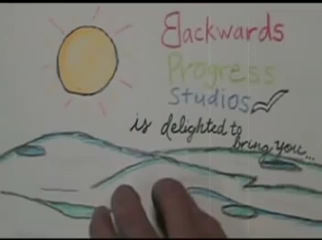 Backwards
Progress
Studios
is delighted to
bring you...